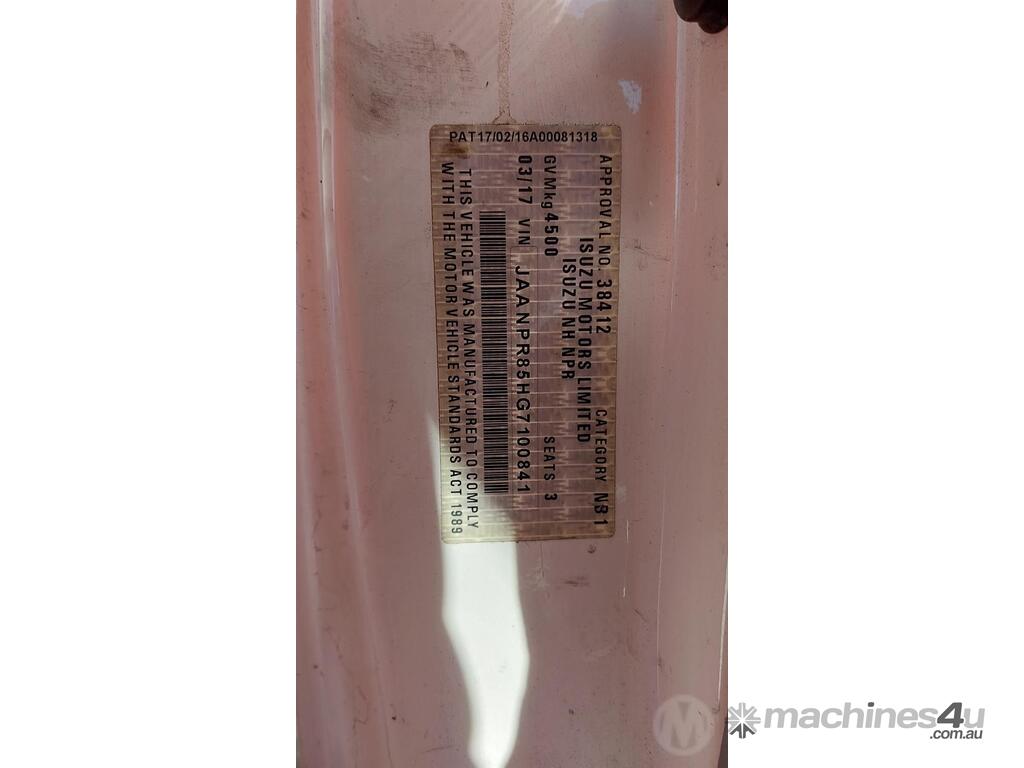 PAT17/02/16A00081318
APPROVAL NO. 38412 CATEGORY NB1
ISUZU MOTORS LIMITED
ISUZU NH NPR
GVMkg 4500 SEATS 3
03/17 VIN JAANPR85HG7100841
THIS VEHICLE WAS MANUFACTURED TO COMPLY
WITH THE MOTOR VEHICLE STANDARDS ACT 1989
M machines4u
.com.au